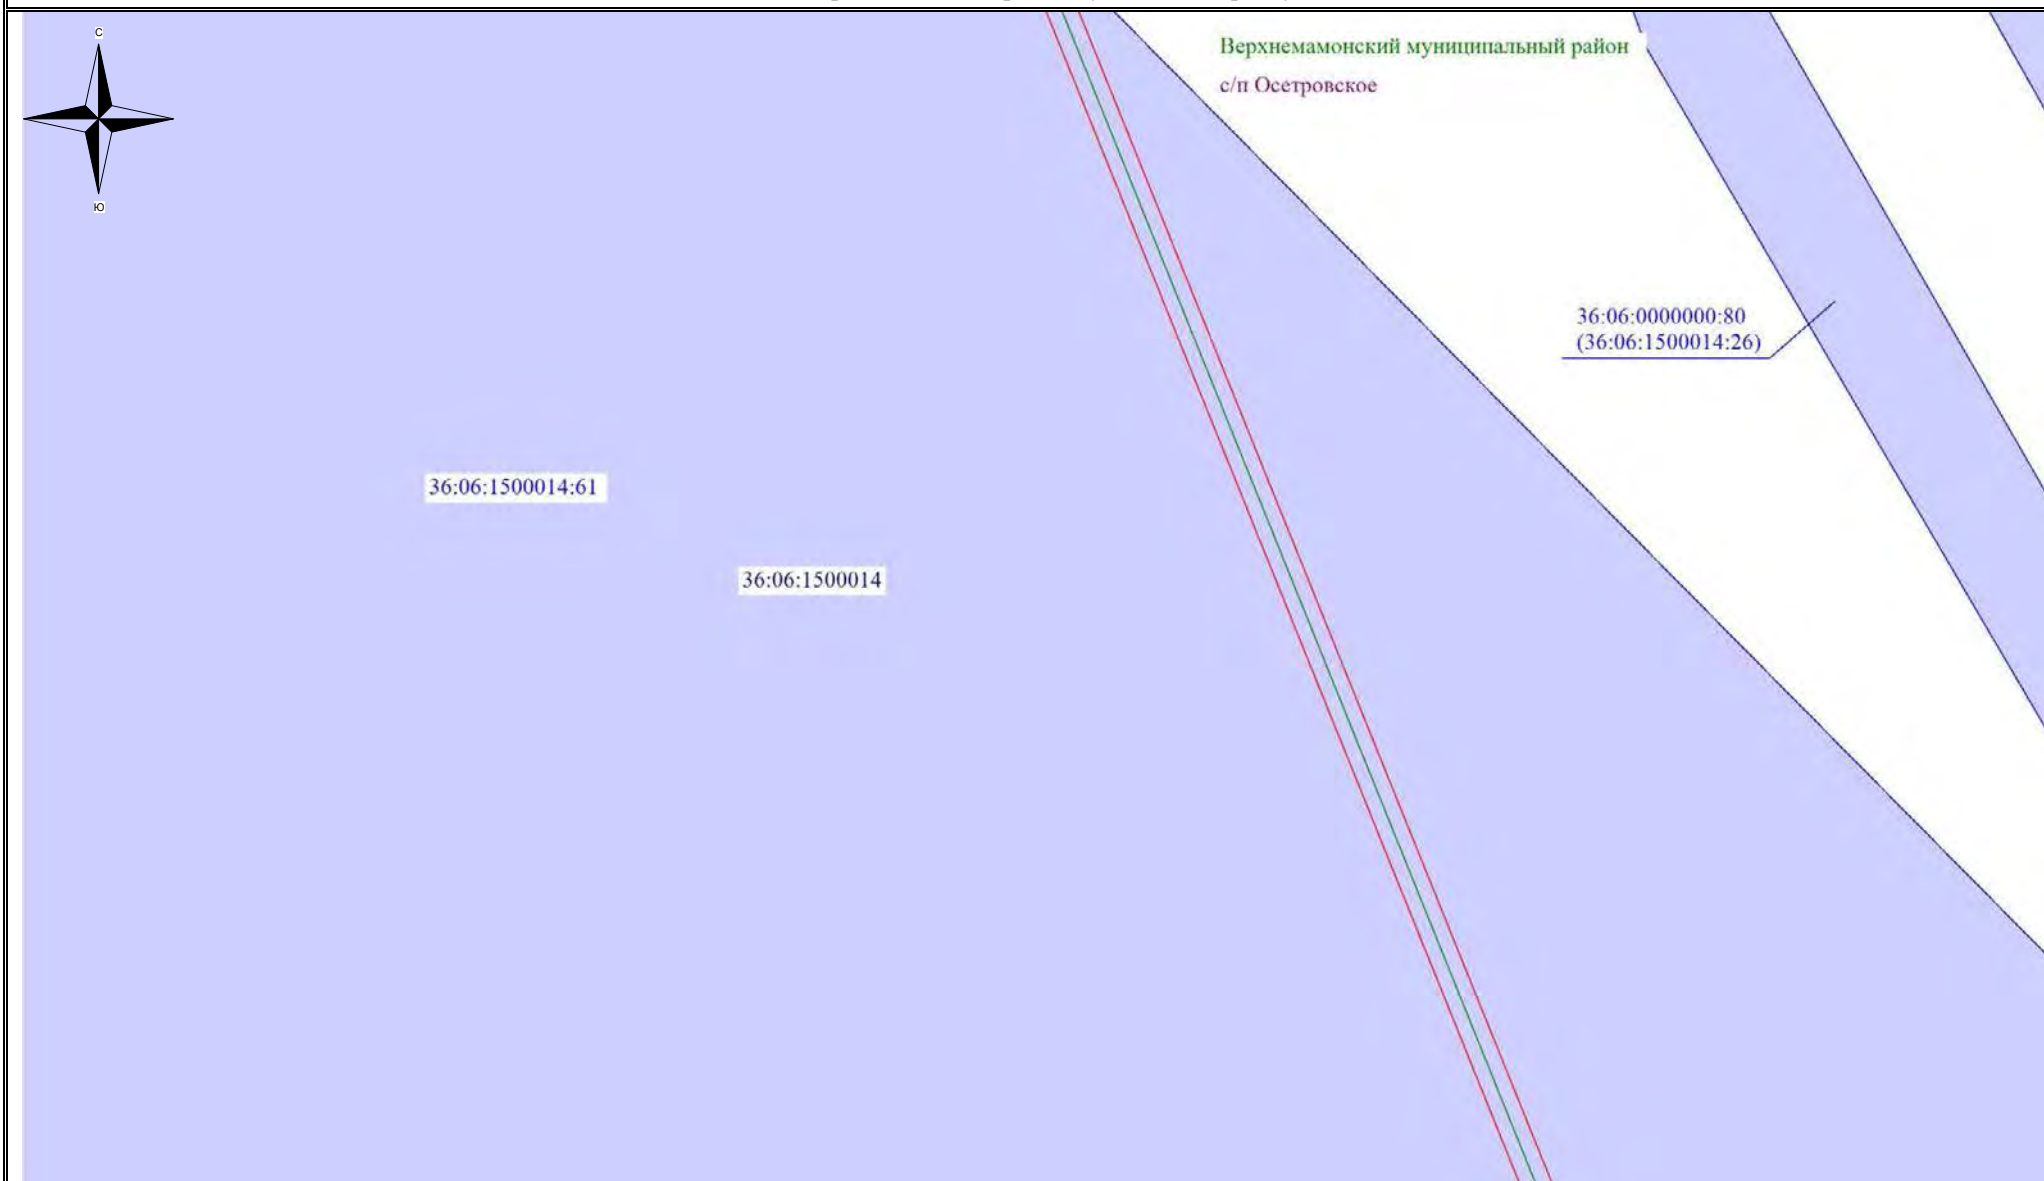 С
Ю
Верхнемамонский муниципальный район
с/п Осетровское
36:06:0000000:80
(36:06:1500014:26)
36:06:1500014:61
36:06:1500014